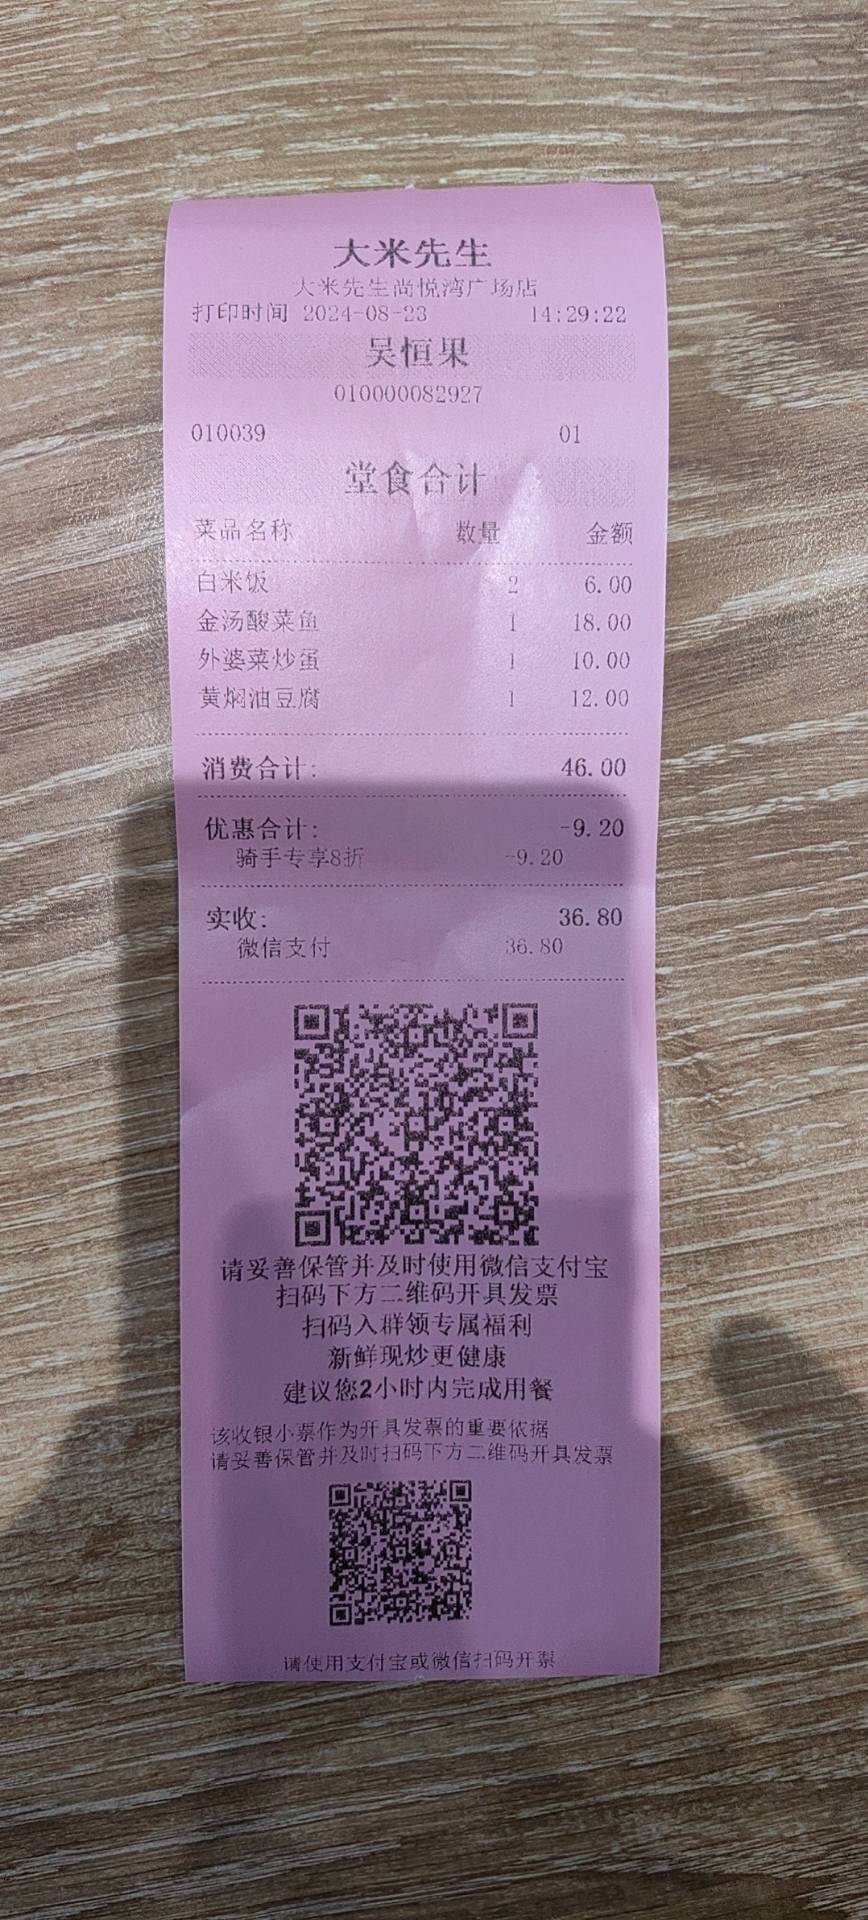 大米先生
大米先生尚悦湾广场店
打印时间 2024-08-23 14:29:22
吴恒果
010000082927
010039 01
堂食合计
菜品名称 数量 金额
白米饭 2 6.00
金汤酸菜鱼 1 18.00
外婆菜炒蛋 1 10.00
黄焖油豆腐 1 12.00
消费合计: 46.00
优惠合计: -9.20
骑手专享8折 -9.20
实收: 36.80
微信支付 36.80
请妥善保管并及时使用微信支付宝
扫码下方二维码开具发票
扫码入群领专属福利
新鲜现炒更健康
建议您2小时内完成用餐
该收银小票作为开具发票的重要依据
请妥善保管并及时扫码下方二维码开具发票
请使用支付宝或微信扫码开票